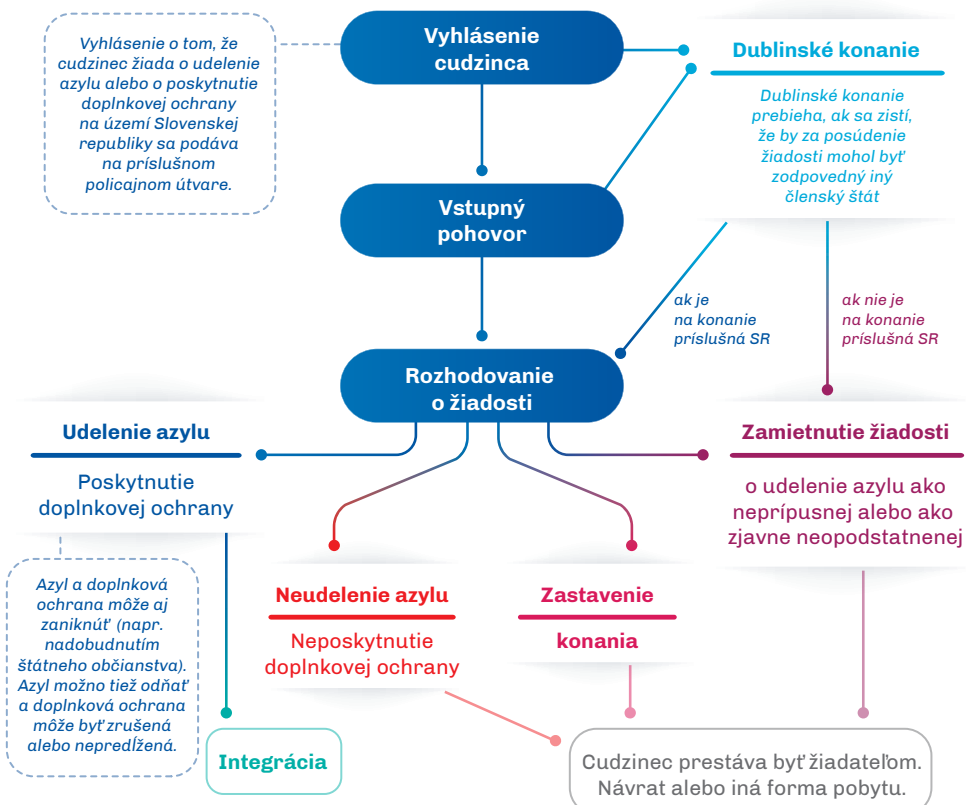 Vyhlásenie o tom, že
cudzinec žiada o udelenie
azylu alebo o poskytnutie
doplnkovej ochrany
na území Slovenskej
republiky sa podáva
na príslušnom
policajnom útvare.
Vyhlásenie
cudzinca
Dublinské konanie
Dublinské konanie
prebieha, ak sa zistí,
že by za posúdenie
žiadosti mohol byť
zodpovedný iný
členský štát
Vstupný
pohovor
ak je
na konanie
príslušná SR
ak nie je
na konanie
príslušná SR
Rozhodovanie
o žiadosti
Udelenie azylu
Poskytnutie
doplnkovej ochrany
Zamietnutie žiadosti
o udelenie azylu ako
neprípusnej alebo ako
zjavne neopodstatnenej
Azyl a doplnková
ochrana môže aj
zaniknúť (napr.
nadobudnutím
štátneho občianstva).
Azyl možno tiež odňať
a doplnková ochrana
môže byť zrušená
alebo nepredĺžená.
Neudelenie azylu
Neposkytnutie
doplnkovej ochrany
Zastavenie
konania
Integrácia
Cudzinec prestáva byť žiadateľom.
Návrat alebo iná forma pobytu.